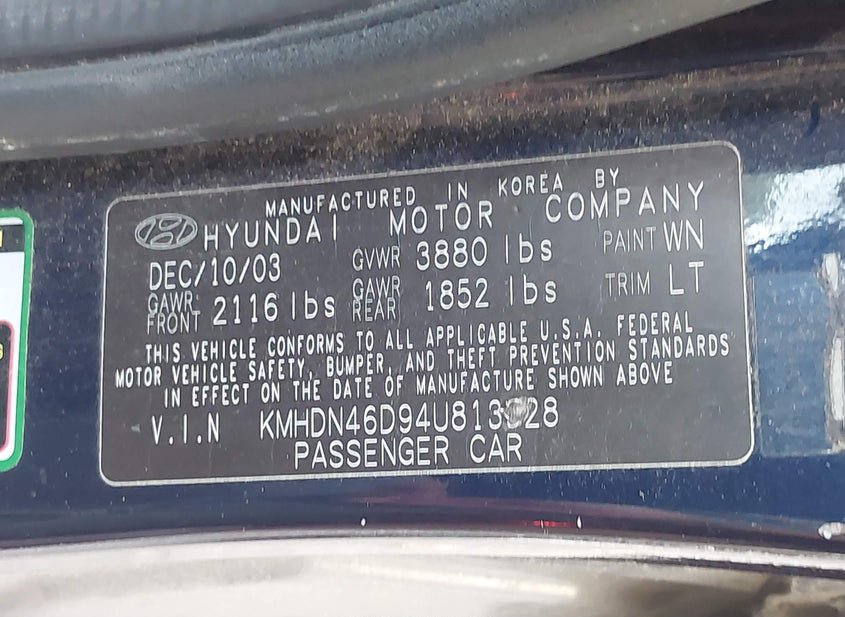 MANUFACTURED IN KOREA BY
HYUNDAI MOTOR COMPANY
DEC/10/03 GVWR 3880 lbs PAINT WN
GAWR FRONT 2116 lbs GAWR REAR 1852 lbs TRIM LT
THIS VEHICLE CONFORMS TO ALL APPLICABLE U.S.A. FEDERAL
MOTOR VEHICLE SAFETY, BUMPER, AND THEFT PREVENTION STANDARDS
IN EFFECT ON THE DATE OF MANUFACTURE SHOWN ABOVE
V.I.N
PASSENGER CAR